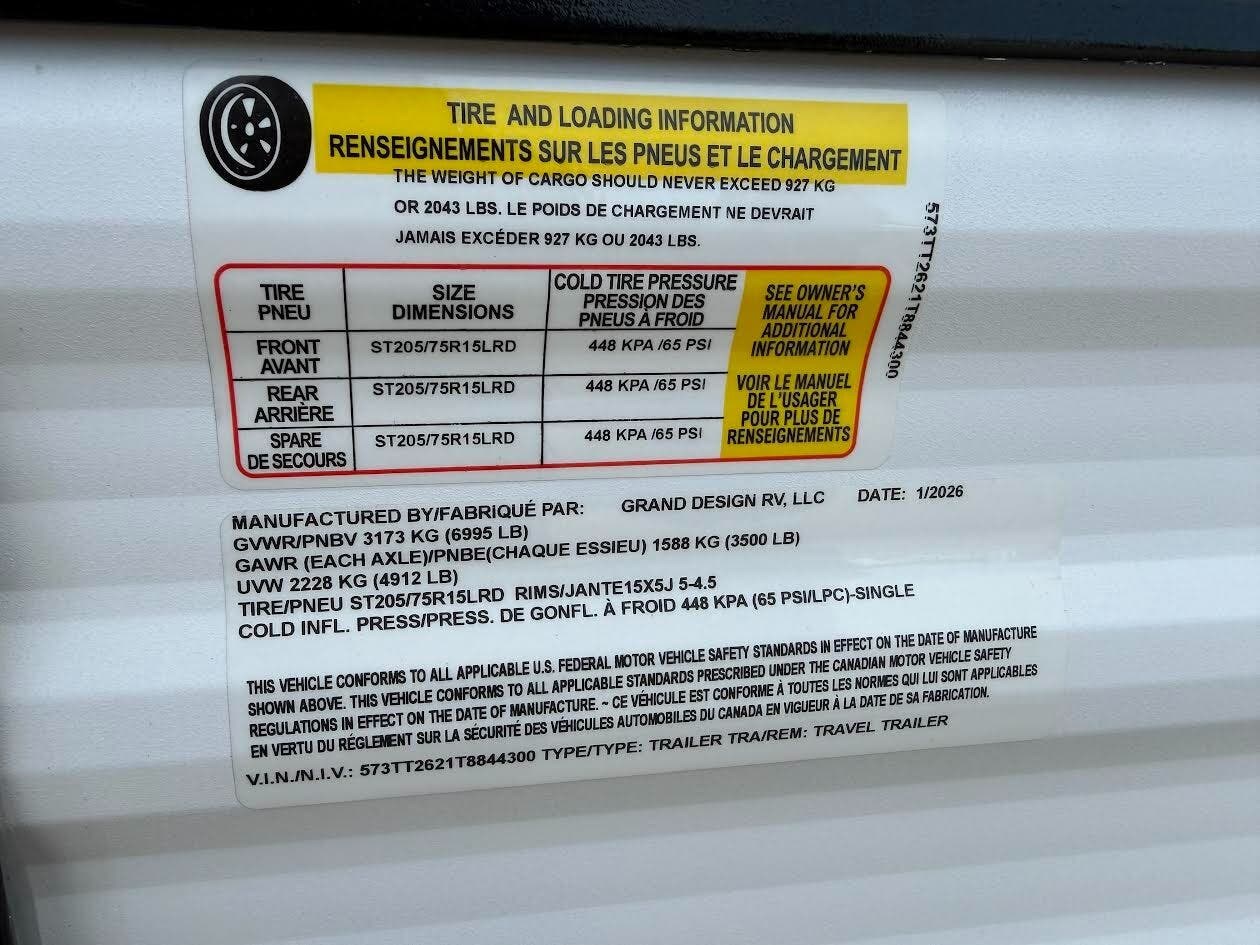 TIRE AND LOADING INFORMATION
RENSEIGNEMENTS SUR LES PNEUS ET LE CHARGEMENT
THE WEIGHT OF CARGO SHOULD NEVER EXCEED 927 KG
OR 2043 LBS. LE POIDS DE CHARGEMENT NE DEVRAIT
JAMAIS EXCÉDER 927 KG OU 2043 LBS.
573TT2621T8844300
TIRE
PNEU
SIZE
DIMENSIONS
COLD TIRE PRESSURE
PRESSION DES
PNEUS À FROID
FRONT
AVANT
ST205/75R15LRD
448 KPA /65 PSI
REAR
ARRIÈRE
ST205/75R15LRD
448 KPA /65 PSI
SPARE
DE SECOURS
ST205/75R15LRD
448 KPA /65 PSI
SEE OWNER'S
MANUAL FOR
ADDITIONAL
INFORMATION
VOIR LE MANUEL
DE L'USAGER
POUR PLUS DE
RENSEIGNEMENTS
MANUFACTURED BY/FABRIQUÉ PAR: GRAND DESIGN RV, LLC DATE: 1/2026
GVWR/PNBV 3173 KG (6995 LB)
GAWR (EACH AXLE)/PNBE(CHAQUE ESSIEU) 1588 KG (3500 LB)
UVW 2228 KG (4912 LB)
TIRE/PNEU ST205/75R15LRD RIMS/JANTE15X5J 5-4.5
COLD INFL. PRESS/PRESS. DE GONFL. À FROID 448 KPA (65 PSI/LPC)-SINGLE
THIS VEHICLE CONFORMS TO ALL APPLICABLE U.S. FEDERAL MOTOR VEHICLE SAFETY STANDARDS IN EFFECT ON THE DATE OF MANUFACTURE
SHOWN ABOVE. THIS VEHICLE CONFORMS TO ALL APPLICABLE STANDARDS PRESCRIBED UNDER THE CANADIAN MOTOR VEHICLE SAFETY
REGULATIONS IN EFFECT ON THE DATE OF MANUFACTURE. ~ CE VÉHICULE EST CONFORME À TOUTES LES NORMES QUI LUI SONT APPLICABLES
EN VERTU DU RÉGLEMENT SUR LA SÉCURITÉ DES VÉHICULES AUTOMOBILES DU CANADA EN VIGUEUR À LA DATE DE SA FABRICATION.
V.I.N./N.I.V.: 573TT2621T8844300 TYPE/TYPE: TRAILER TRA/REM: TRAVEL TRAILER